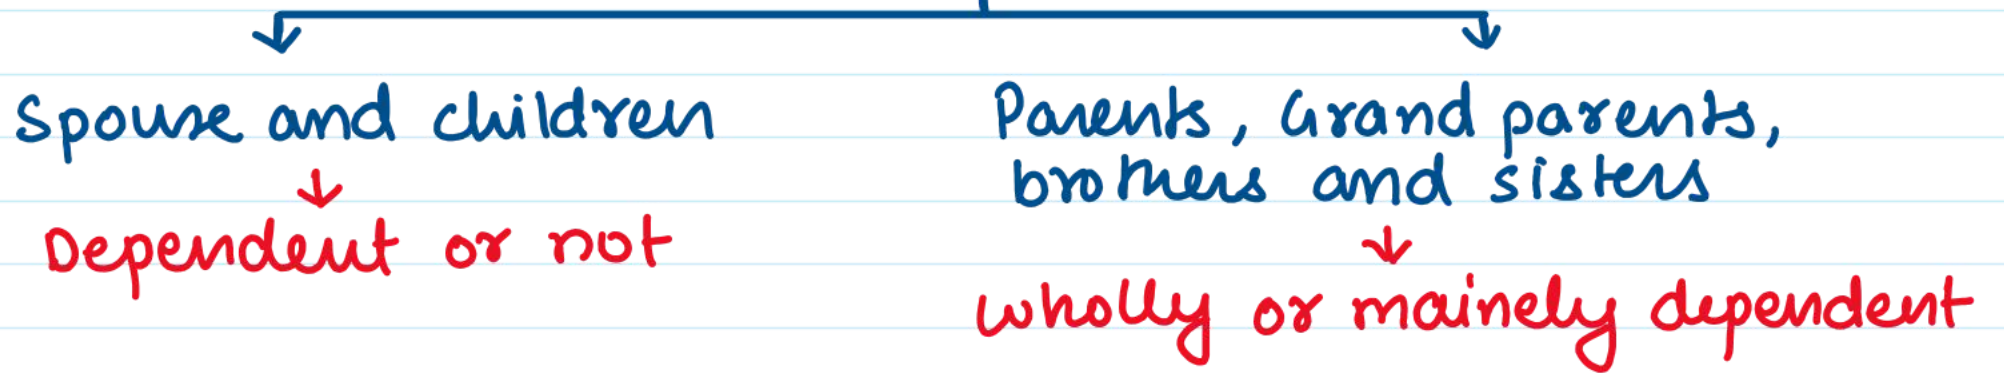 Spouse and children
Dependent or not
Parents, Grand parents,
brothers and sisters
wholly or mainely dependent